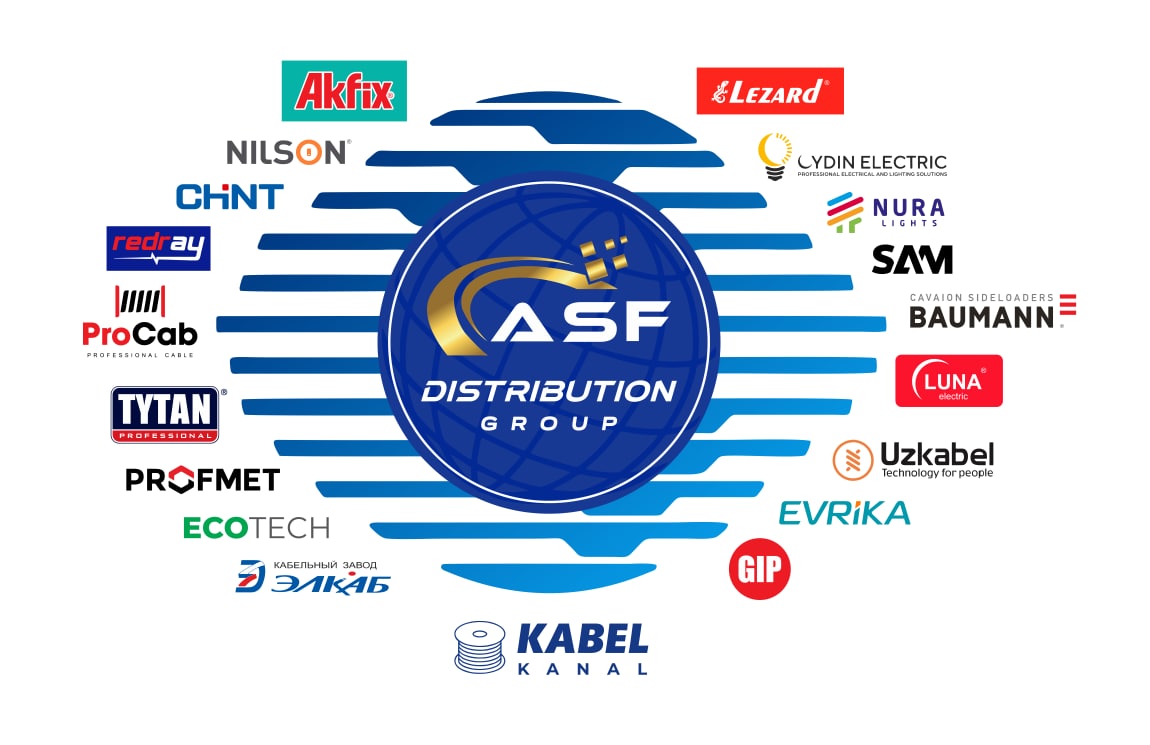 Akfix®
LEZARD®
NILSON®
CYDIN ELECTRIC
PROFESSIONAL ELECTRICAL AND LIGHTING SOLUTIONS
CHiNT
NURA
LIGHTS
redray
SAM
ProCab
PROFESSIONAL CABLE
CAVAION SIDELOADERS
BAUMANN®
ASF
DISTRIBUTION
GROUP
TYTAN®
PROFESSIONAL
LUNA®
electric
PROFMET
Uzkabel
Technology for people
ECOTECH
EVRIKA
КАБЕЛЬНЫЙ ЗАВОД
ЭЛКАБ
GIP
KABEL
KANAL